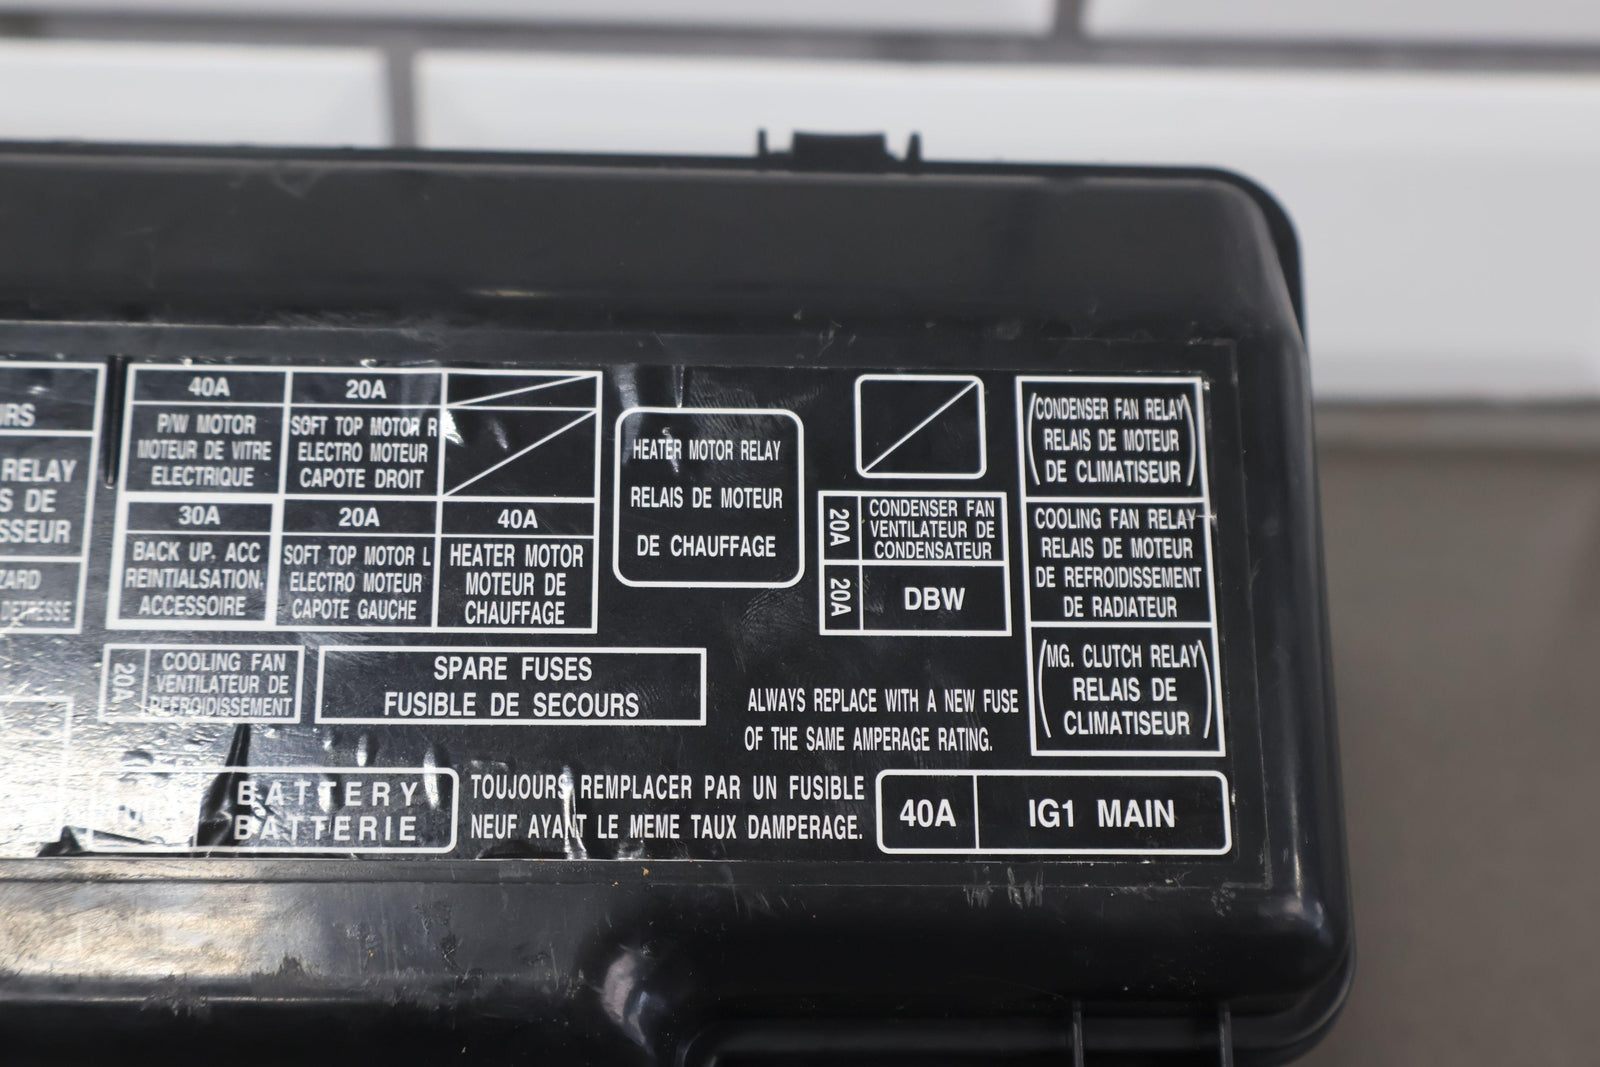 URS
RELAY
S DE
SSEUR
ZARD
DETRESSE
40A
P/W MOTOR
MOTEUR DE VITRE
ELECTRIQUE
20A
SOFT TOP MOTOR R
ELECTRO MOTEUR
CAPOTE DROIT
30A
BACK UP, ACC
REINTIALSATION,
ACCESSOIRE
20A
SOFT TOP MOTOR L
ELECTRO MOTEUR
CAPOTE GAUCHE
40A
HEATER MOTOR
MOTEUR DE
CHAUFFAGE
HEATER MOTOR RELAY
RELAIS DE MOTEUR
DE CHAUFFAGE
20A
CONDENSER FAN
VENTILATEUR DE
CONDENSATEUR
20A
DBW
(CONDENSER FAN RELAY)
RELAIS DE MOTEUR
DE CLIMATISEUR
COOLING FAN RELAY
RELAIS DE MOTEUR
DE REFROIDISSEMENT
DE RADIATEUR
(MG. CLUTCH RELAY)
RELAIS DE
CLIMATISEUR
20A
COOLING FAN
VENTILATEUR DE
REFROIDISSEMENT
SPARE FUSES
FUSIBLE DE SECOURS
ALWAYS REPLACE WITH A NEW FUSE
OF THE SAME AMPERAGE RATING.
BATTERY
BATTERIE
TOUJOURS REMPLACER PAR UN FUSIBLE
NEUF AYANT LE MEME TAUX DAMPERAGE.
40A
IG1 MAIN